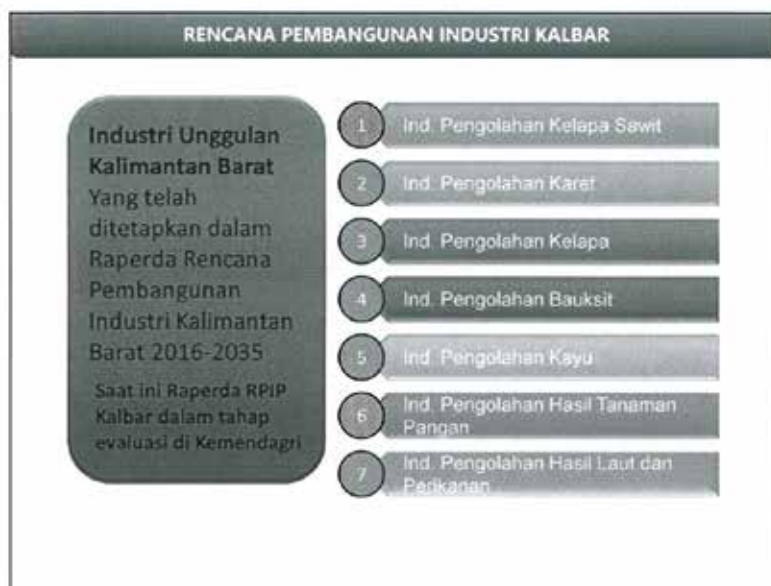 RENCANA PEMBANGUNAN INDUSTRI KALBAR
Industri Unggulan
Kalimantan Barat
Yang telah
ditetapkan dalam
Raperda Rencana
Pembangunan
Industri Kalimantan
Barat 2016-2035
Saat ini Raperda RPIP
Kalbar dalam tahap
evaluasi di Kemendagri
1 Ind. Pengolahan Kelapa Sawit
2 Ind. Pengolahan Karet
3 Ind. Pengolahan Kelapa
4 Ind. Pengolahan Bauksit
5 Ind. Pengolahan Kayu
6 Ind. Pengolahan Hasil Tanaman
Pangan
7 Ind. Pengolahan Hasil Laut dan
Perikanan